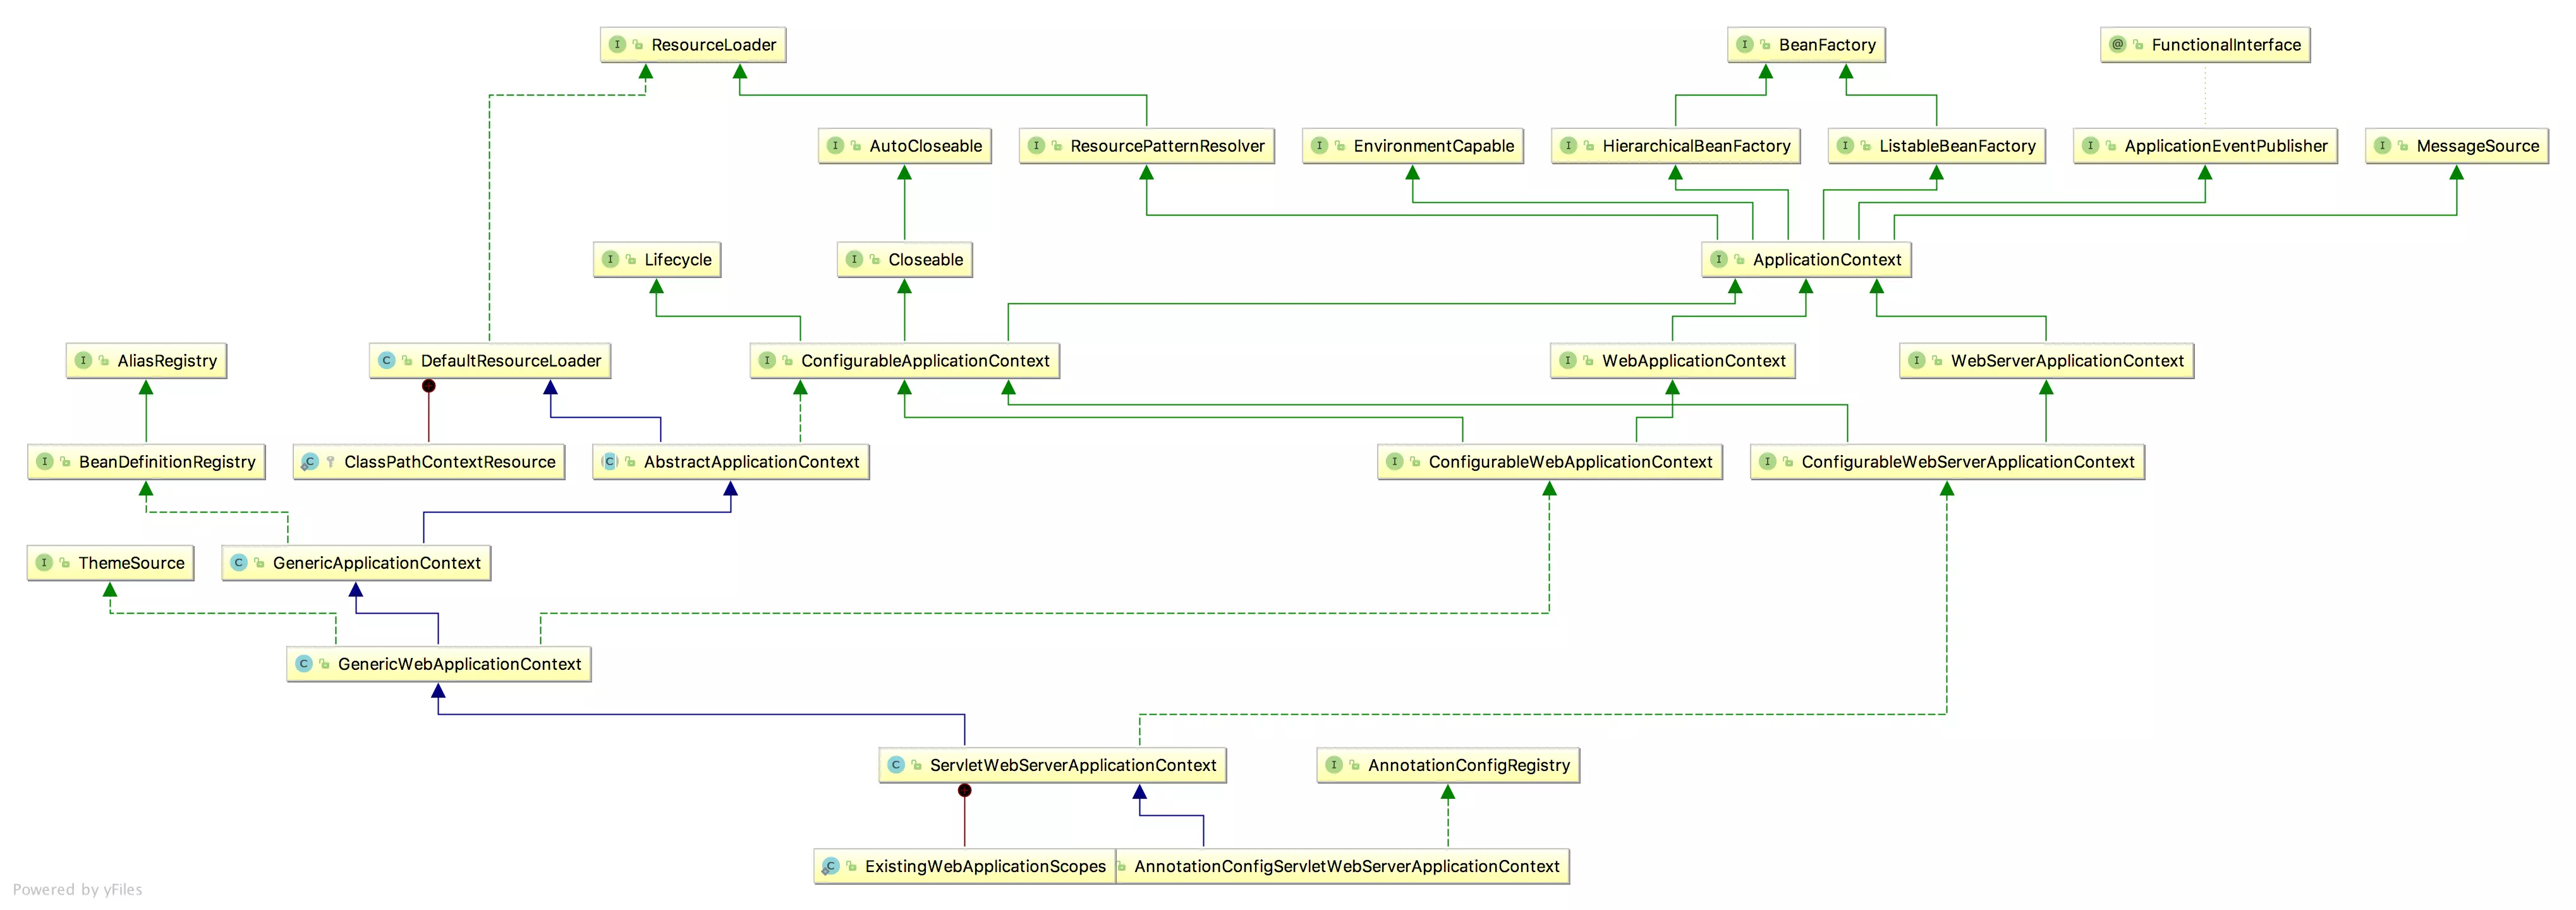 ResourceLoader
BeanFactory
FunctionalInterface
AutoCloseable
ResourcePatternResolver
EnvironmentCapable
HierarchicalBeanFactory
ListableBeanFactory
ApplicationEventPublisher
MessageSource
Lifecycle
Closeable
ApplicationContext
AliasRegistry
DefaultResourceLoader
ConfigurableApplicationContext
WebApplicationContext
WebServerApplicationContext
BeanDefinitionRegistry
ClassPathContextResource
AbstractApplicationContext
ConfigurableWebApplicationContext
ConfigurableWebServerApplicationContext
ThemeSource
GenericApplicationContext
GenericWebApplicationContext
ServletWebServerApplicationContext
AnnotationConfigRegistry
ExistingWebApplicationScopes
AnnotationConfigServletWebServerApplicationContext
Powered by yFiles